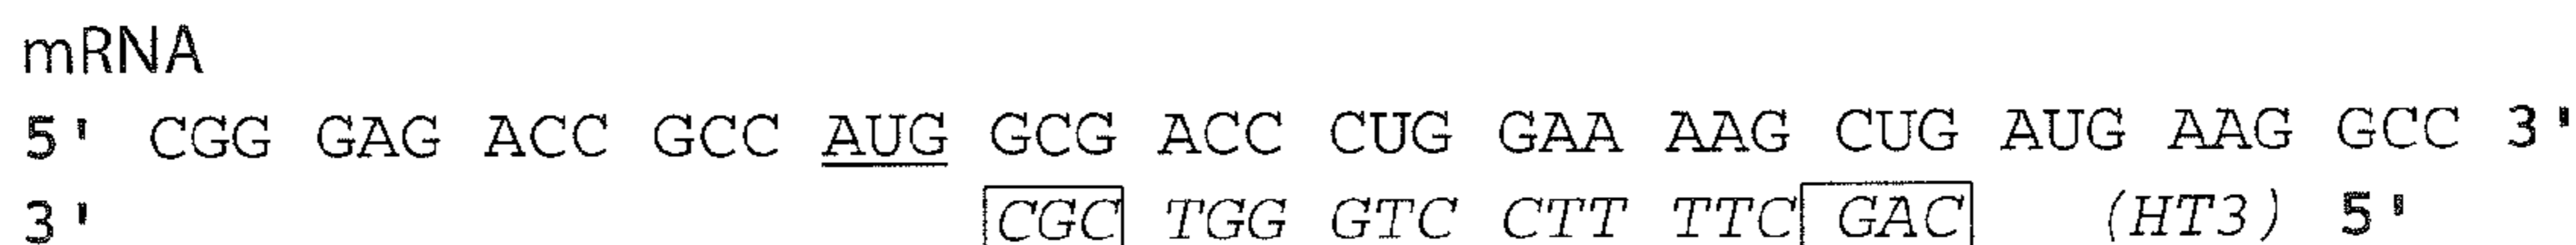 mRNA
5' CGG GAG ACC GCC AUG GCG ACC CUG GAA AAG CUG AUG AAG GCC 3'
3' CGC TGG GTC CTT TTC GAC (HT3) 5'